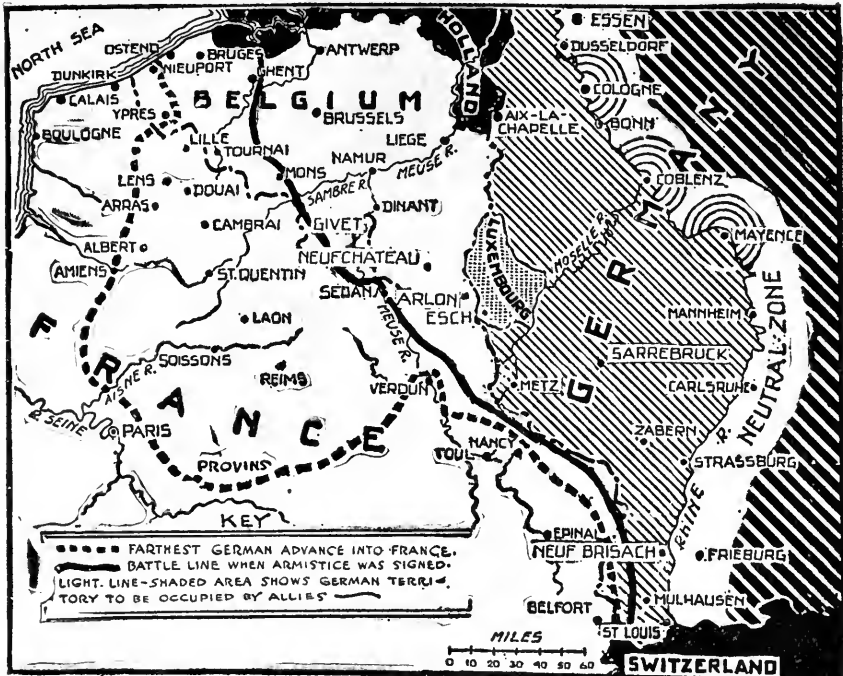 NORTH SEA
OSTEND
BRUGES
ANTWERP
HOLLAND
ESSEN
DUSSELDORF
NIEUPORT
GHENT
DUNKIRK
CALAIS
BELGIUM
COLOGNE
YPRES
BRUSSELS
AIX-LA-
CHAPELLE
BONN
BOULOGNE
LILLE
TOURNAI
LIEGE
MEUSE R.
NAMUR
MONS
SAMBRE R.
COBLENZ
LENS
DOUAI
ARRAS
DINANT
CAMBRAI
GIVET
LUXEMBOURG
MOSELLE R.
MAYENCE
ALBERT
NEUFCHATEAU
AMIENS
ST. QUENTIN
SEDAN
ARLON
ESCH
MEUSE R.
LAON
MANNHEIM
GERMANY
SARREBRUCK
SOISSONS
AISNE R.
REIMS
VERDUN
METZ
CARLSRUHE
NEUTRAL ZONE
FRANCE
R. SEINE
PARIS
ZABERN
NANCY
TOUL
PROVINS
STRASSBURG
RHINE R.
KEY
FARTHEST GERMAN ADVANCE INTO FRANCE.
BATTLE LINE WHEN ARMISTICE WAS SIGNED.
LIGHT LINE-SHADED AREA SHOWS GERMAN TERRI-
TORY TO BE OCCUPIED BY ALLIES
EPINAL
NEUF BRISACH
FRIEBURG
BELFORT
MULHAUSEN
ST LOUIS
MILES
0 10 20 30 40 50 60
SWITZERLAND